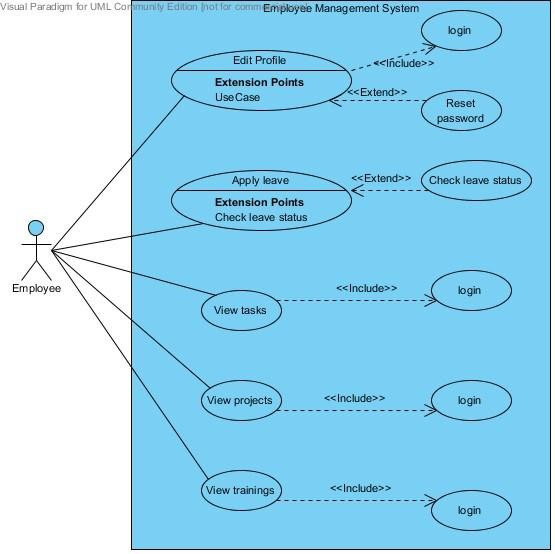 Visual Paradigm for UML Community Edition [not for commercial use]
Employee Management System
login
Edit Profile
<<Include>>
Extension Points
UseCase
<<Extend>>
Reset
password
Apply leave
<<Extend>>
Check leave status
Extension Points
Check leave status
Employee
<<Include>>
login
View tasks
<<Include>>
View projects
login
<<Include>>
View trainings
login